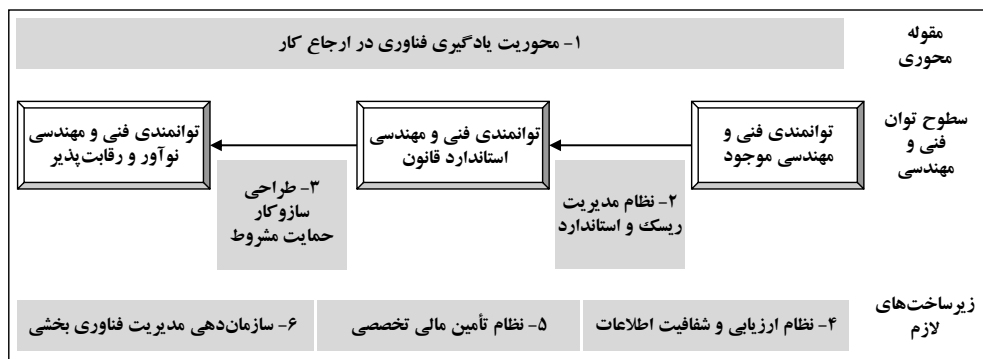 مقوله
محوری
۱- محوریت یادگیری فناوری در ارجاع کار
سطوح توان
فنی و
مهندسی
توانمندی فنی و
مهندسی موجود
توانمندی فنی و مهندسی
استاندارد قانون
توانمندی فنی و مهندسی
نوآور و رقابت‌پذیر
۲- نظام مدیریت
ریسک و استاندارد
۳- طراحی
سازوکار
حمایت مشروط
زیرساخت‌های
لازم
۴- نظام ارزیابی و شفافیت اطلاعات
۵- نظام تأمین مالی تخصصی
۶- سازمان‌دهی مدیریت فناوری بخشی